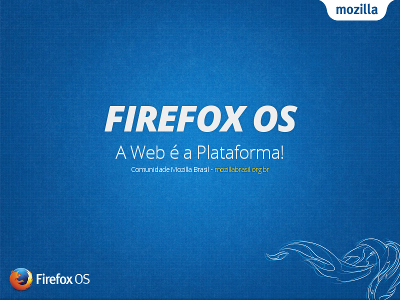 mozilla
FIREFOX OS
A Web é a Plataforma!
Comunidade Mozilla Brasil - mozillabrasil.org.br
Firefox OS